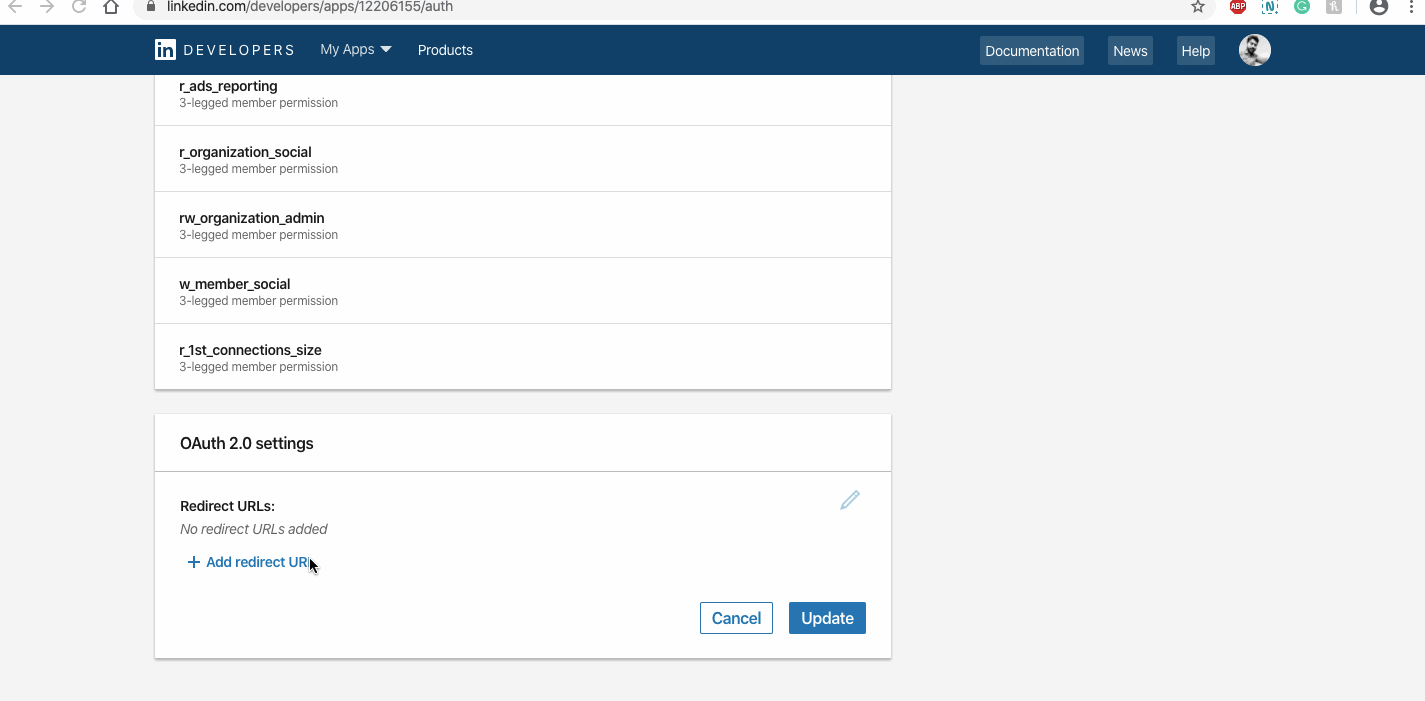 linkedin.com/developers/apps/12206155/auth
ABP
N
in DEVELOPERS My Apps Products Documentation News Help
r_ads_reporting
3-legged member permission
r_organization_social
3-legged member permission
rw_organization_admin
3-legged member permission
w_member_social
3-legged member permission
r_1st_connections_size
3-legged member permission
OAuth 2.0 settings
Redirect URLs:
No redirect URLs added
+ Add redirect URL
Cancel Update